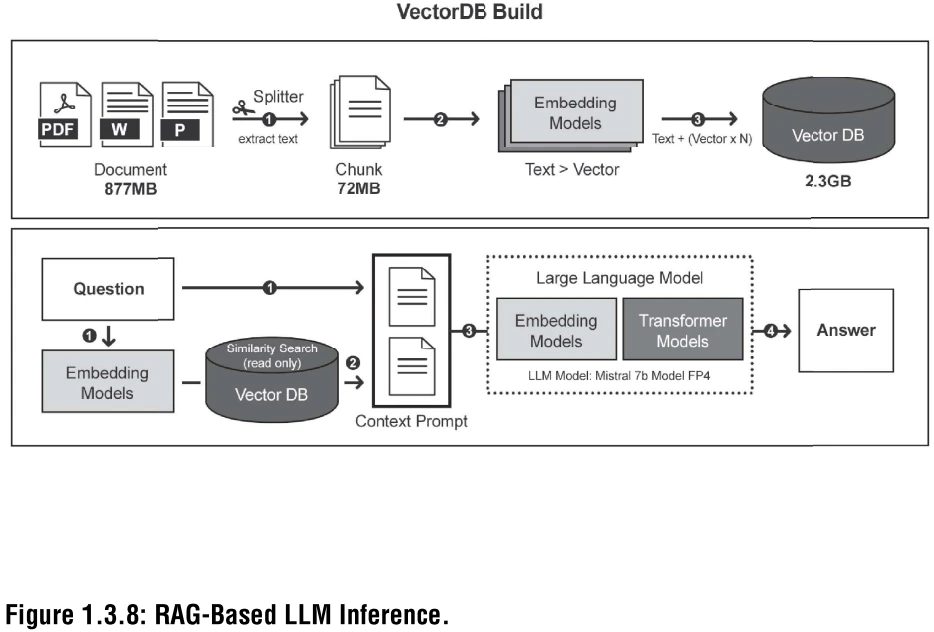 VectorDB Build
PDF
W
P
Splitter
1
extract text
Document
877MB
Chunk
72MB
2
Embedding
Models
Text > Vector
3
Text + (Vector x N)
Vector DB
2.3GB
Question
1
1
Embedding
Models
Similarity Search
(read only)
Vector DB
2
Context Prompt
3
Large Language Model
Embedding
Models
Transformer
Models
LLM Model: Mistral 7b Model FP4
4
Answer
Figure 1.3.8: RAG-Based LLM Inference.